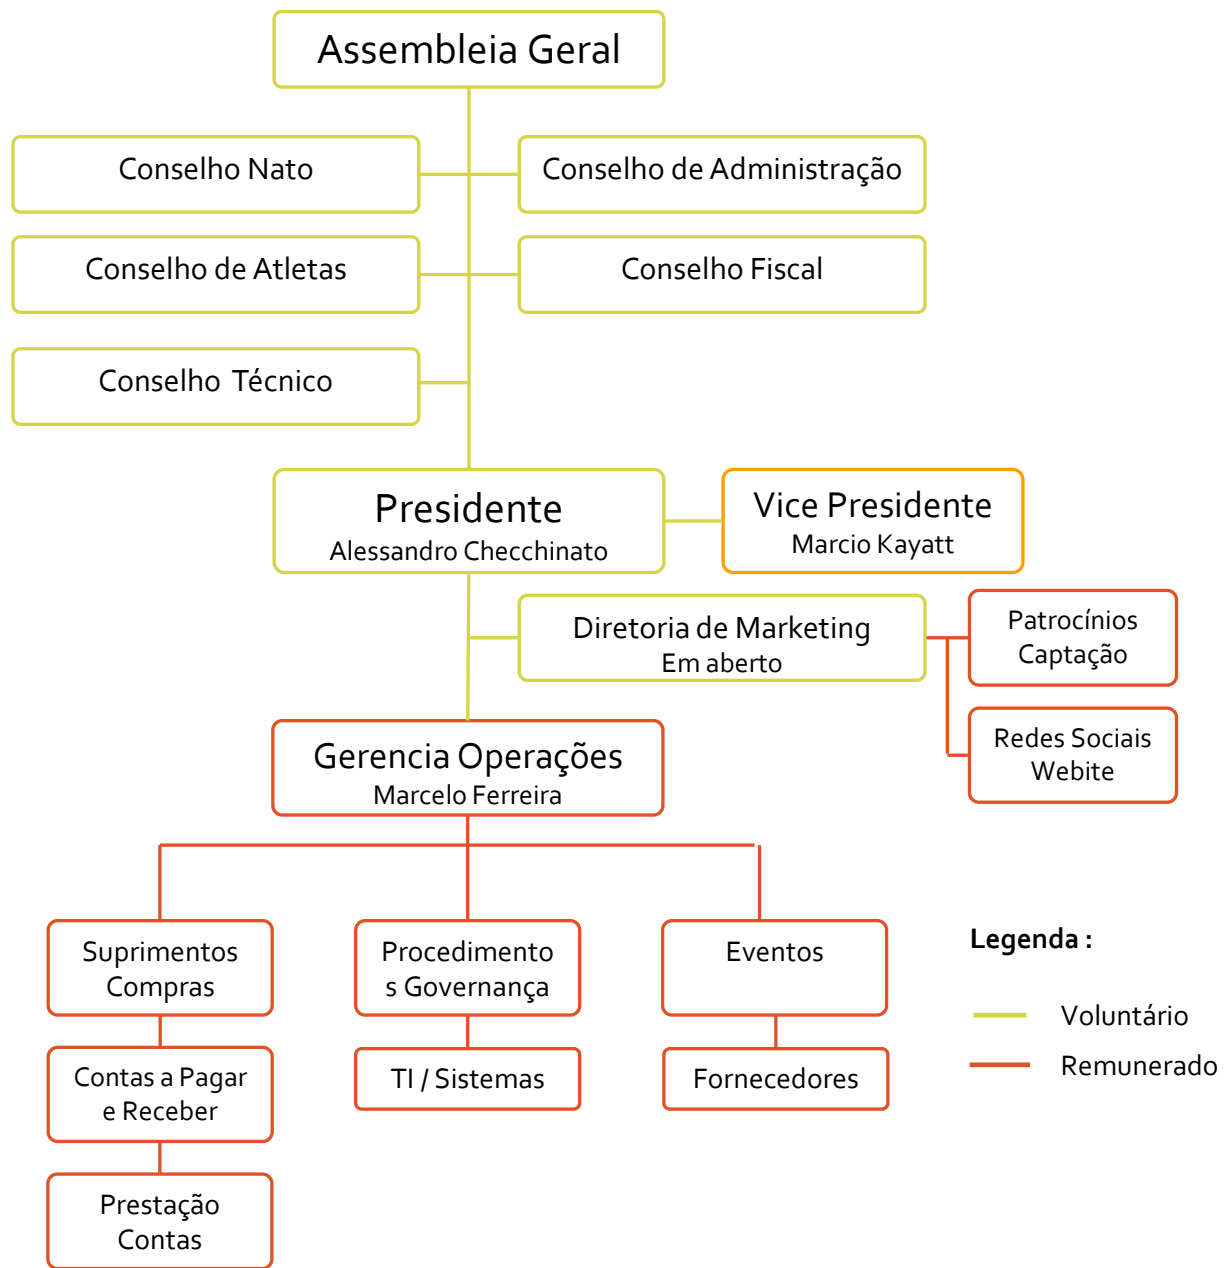 Assembleia Geral
Conselho Nato
Conselho de Administração
Conselho de Atletas
Conselho Fiscal
Conselho Técnico
Presidente
Alessandro Checchinato
Vice Presidente
Marcio Kayatt
Diretoria de Marketing
Em aberto
Patrocínios
Captação
Redes Sociais
Webite
Gerencia Operações
Marcelo Ferreira
Suprimentos
Compras
Procedimento
s Governança
Eventos
Contas a Pagar
e Receber
TI / Sistemas
Fornecedores
Prestação
Contas
Legenda :
Voluntário
Remunerado